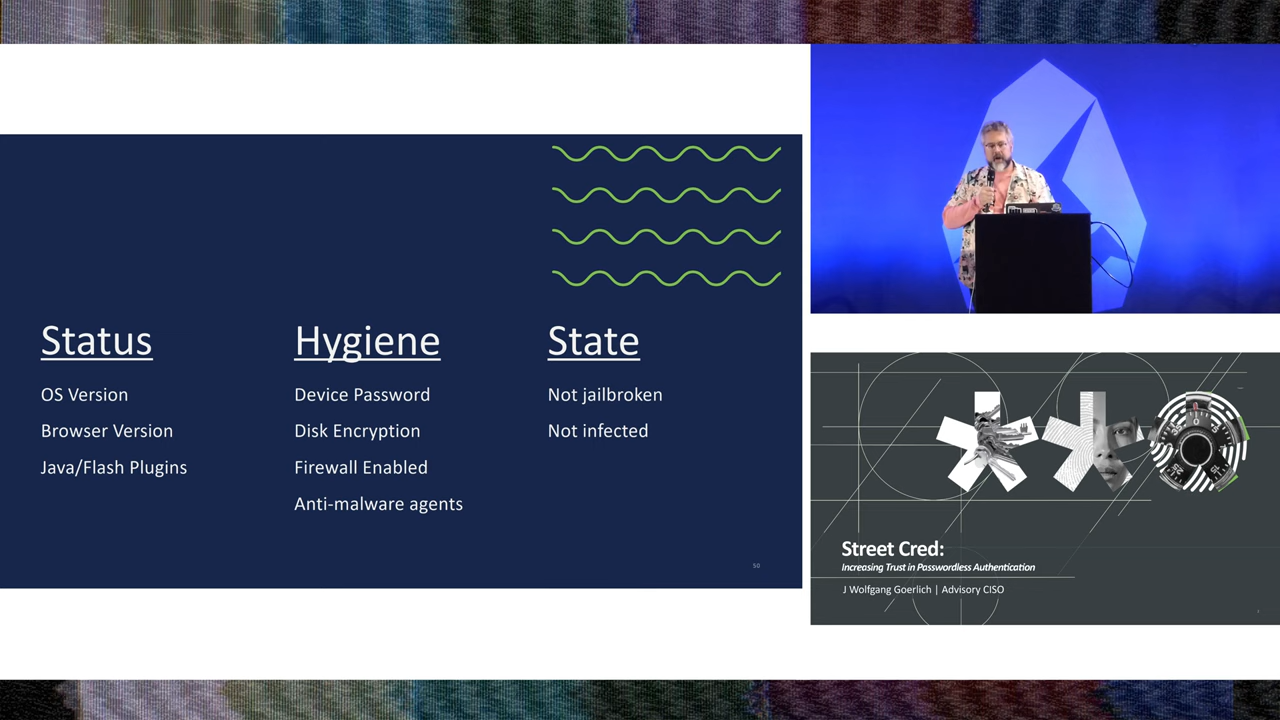 Status
OS Version
Browser Version
Java/Flash Plugins
Hygiene
Device Password
Disk Encryption
Firewall Enabled
Anti-malware agents
State
Not jailbroken
Not infected
50
Street Cred:
Increasing Trust in Passwordless Authentication
J Wolfgang Goerlich | Advisory CISO